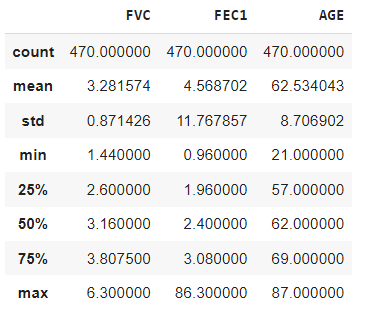 FVC FEC1 AGE
count 470.000000 470.000000 470.000000
mean 3.281574 4.568702 62.534043
std 0.871426 11.767857 8.706902
min 1.440000 0.960000 21.000000
25% 2.600000 1.960000 57.000000
50% 3.160000 2.400000 62.000000
75% 3.807500 3.080000 69.000000
max 6.300000 86.300000 87.000000